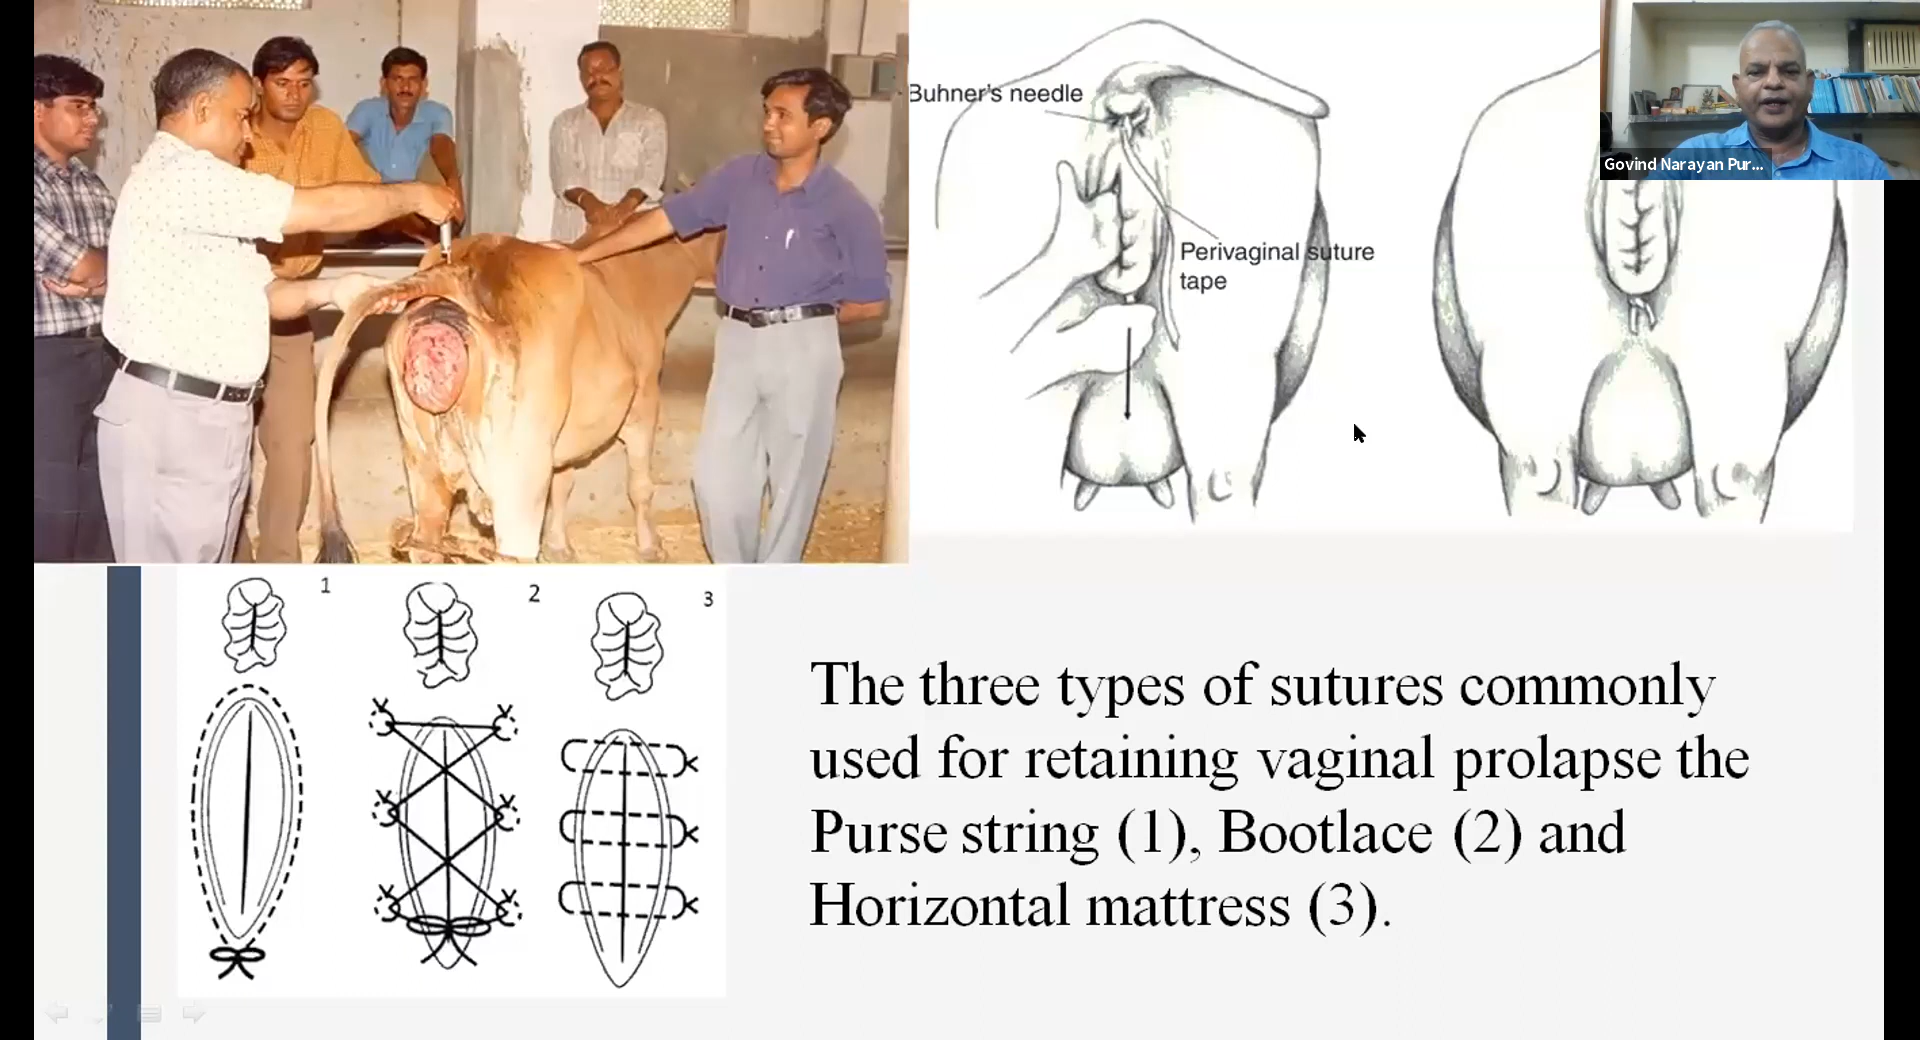 Buhner's needle
Perivaginal suture
tape
Govind Narayan Pur...
1
2
3
The three types of sutures commonly
used for retaining vaginal prolapse the
Purse string (1), Bootlace (2) and
Horizontal mattress (3).